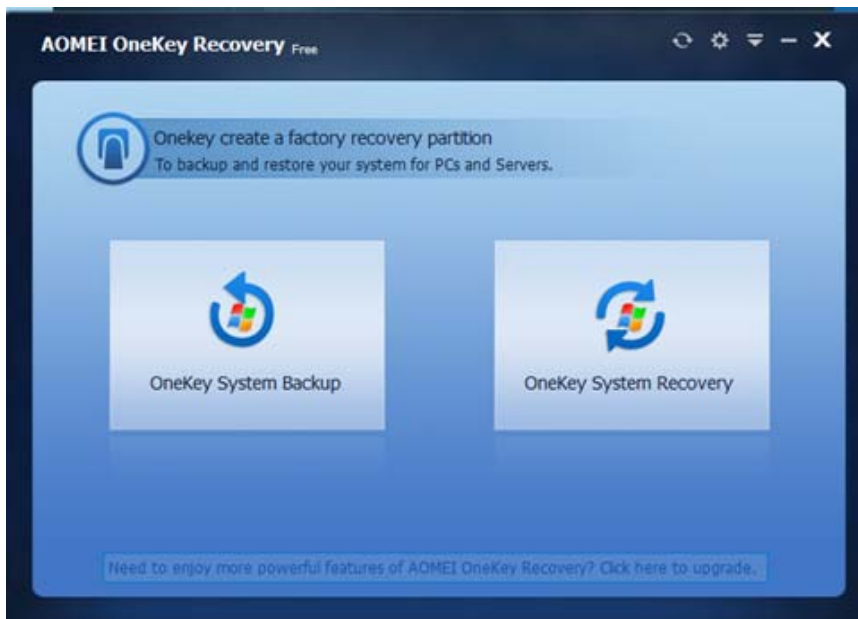 AOMEI OneKey Recovery Free
Onekey create a factory recovery partition
To backup and restore your system for PCs and Servers.
OneKey System Backup
OneKey System Recovery
Need to enjoy more powerful features of AOMEI OneKey Recovery? Click here to upgrade.